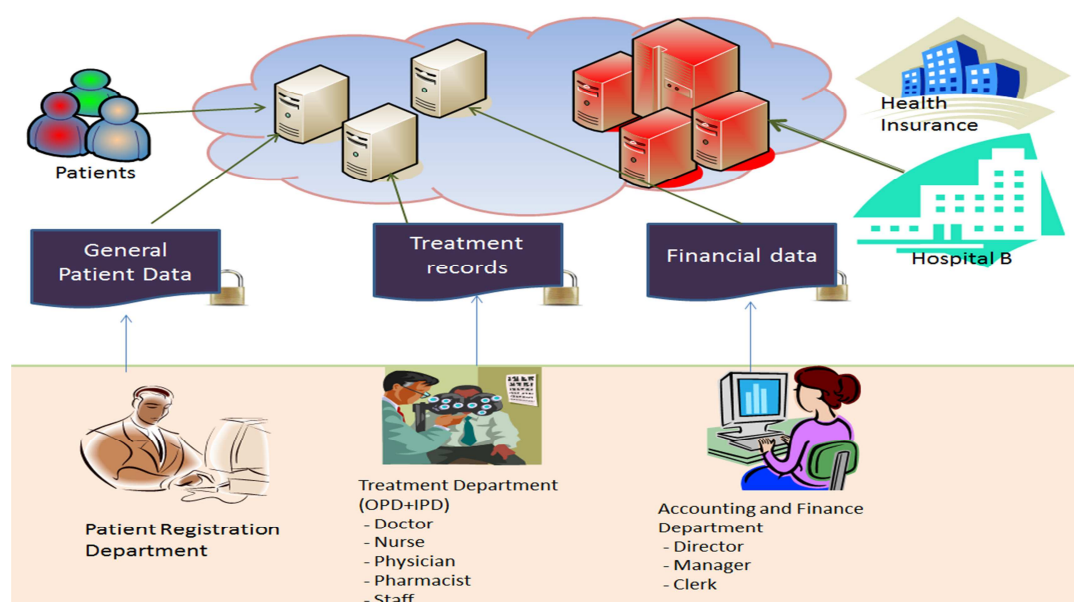 Patients
Health
Insurance
Hospital B
General
Patient Data
Treatment
records
Financial data
Patient Registration
Department
Treatment Department
(OPD+IPD)
- Doctor
- Nurse
- Physician
- Pharmacist
- Staff
Accounting and Finance
Department
- Director
- Manager
- Clerk